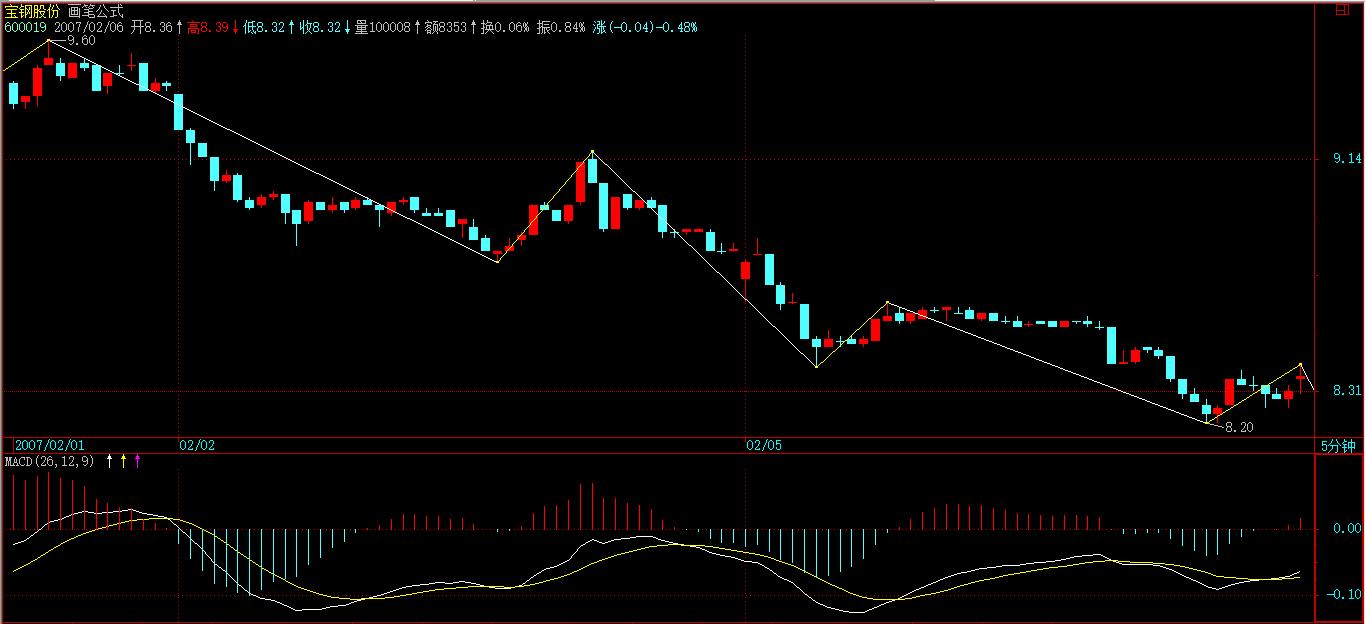 宝钢股份 画笔公式
600019 2007/02/06 开8.36↑高8.39↓低8.32↑收8.32↓量100008↑额8353↑换0.06% 振0.84% 涨(-0.04)-0.48%
9.60
9.14
8.31
8.20
2007/02/01 02/02 02/05 5分钟
MACD(26,12,9) ↑ ↑ ↑
0.00
-0.10